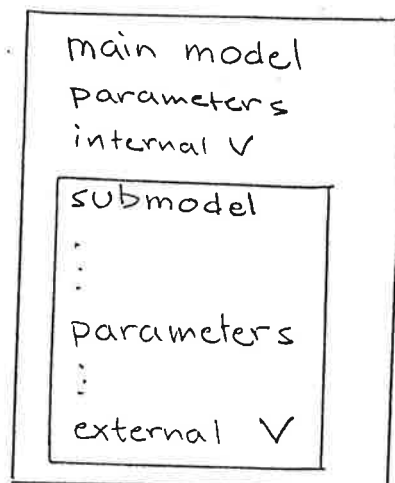 main model
parameters
internal V
submodel
⋮
parameters
⋮
external V